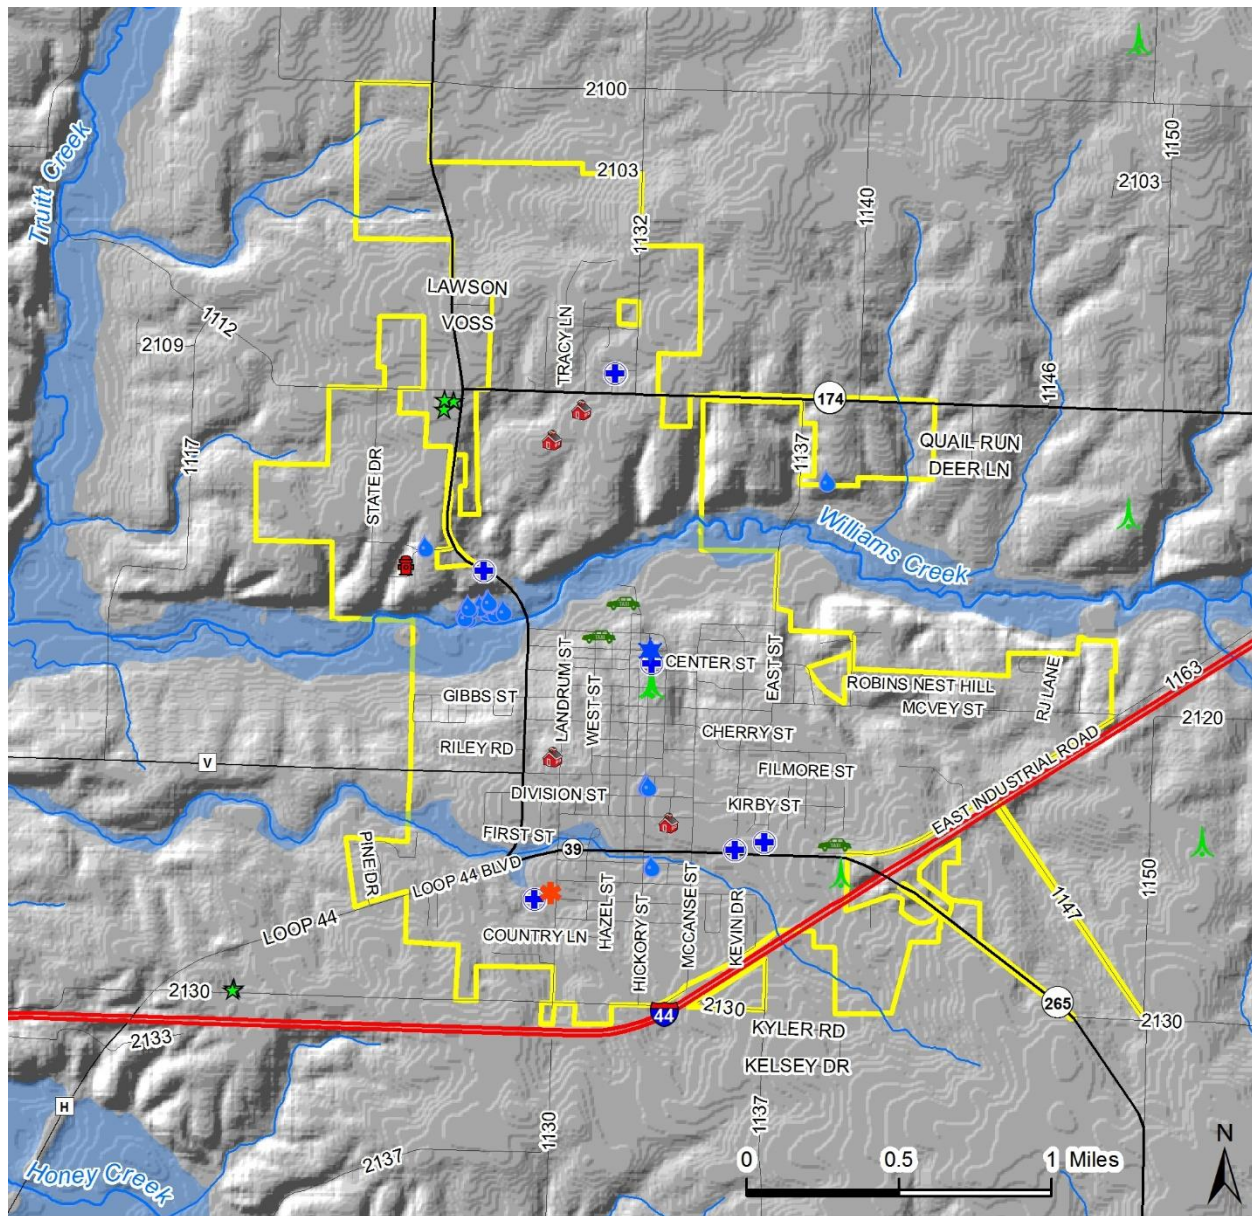 2100
1150
Truitt Creek
2103
2103
1140
1132
LAWSON
VOSS
1112
TRACY LN
2109
1146
174
1117
STATE DR
1137
QUAIL RUN
DEER LN
Williams Creek
LANDRUM ST
WEST ST
CENTER ST
EAST ST
GIBBS ST
ROBINS NEST HILL
MCVEY ST
RJ LANE
1163
2120
RILEY RD
CHERRY ST
V
FILMORE ST
EAST INDUSTRIAL ROAD
DIVISION ST
KIRBY ST
FIRST ST
39
PINE DR
LOOP 44 BLVD
LOOP 44
HAZEL ST
HICKORY ST
MCCANSE ST
KEVIN DR
1147
1150
COUNTRY LN
2130
2130
44
265
2130
2133
KYLER RD
KELSEY DR
H
1130
1137
2137
Honey Creek
N
0 0.5 1 Miles